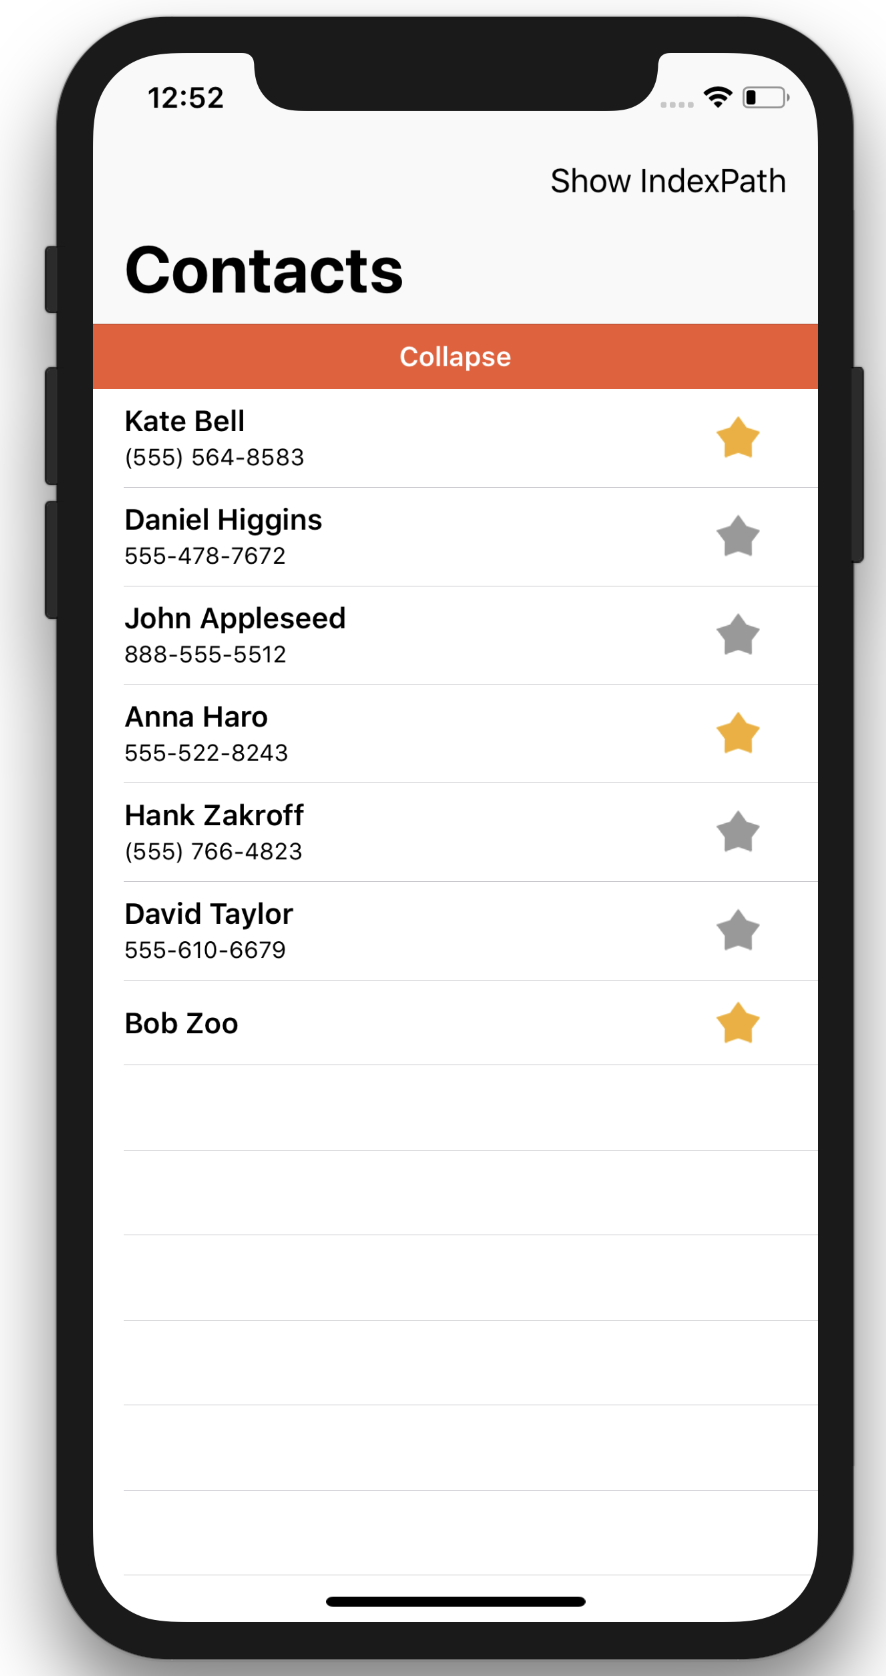 12:52
Show IndexPath
Contacts
Collapse
Kate Bell
(555) 564-8583
Daniel Higgins
555-478-7672
John Appleseed
888-555-5512
Anna Haro
555-522-8243
Hank Zakroff
(555) 766-4823
David Taylor
555-610-6679
Bob Zoo